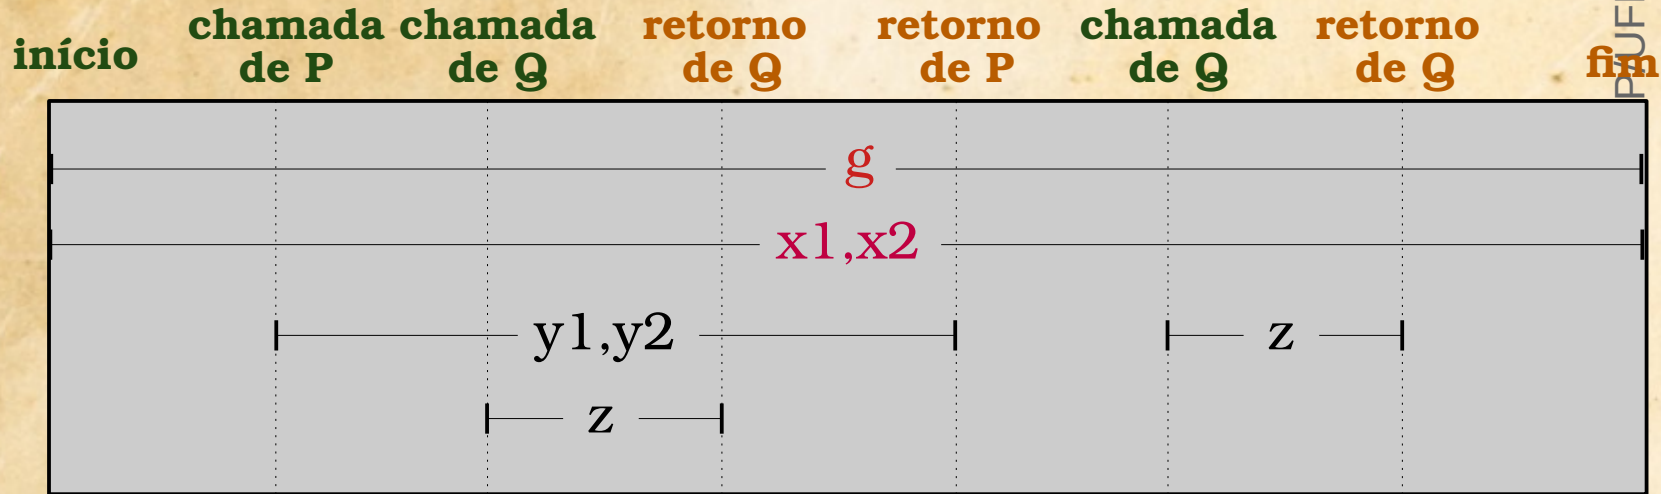 início
chamada de P
chamada de Q
retorno de Q
retorno de P
chamada de Q
retorno de Q
fim
g
x1,x2
y1,y2
z
z